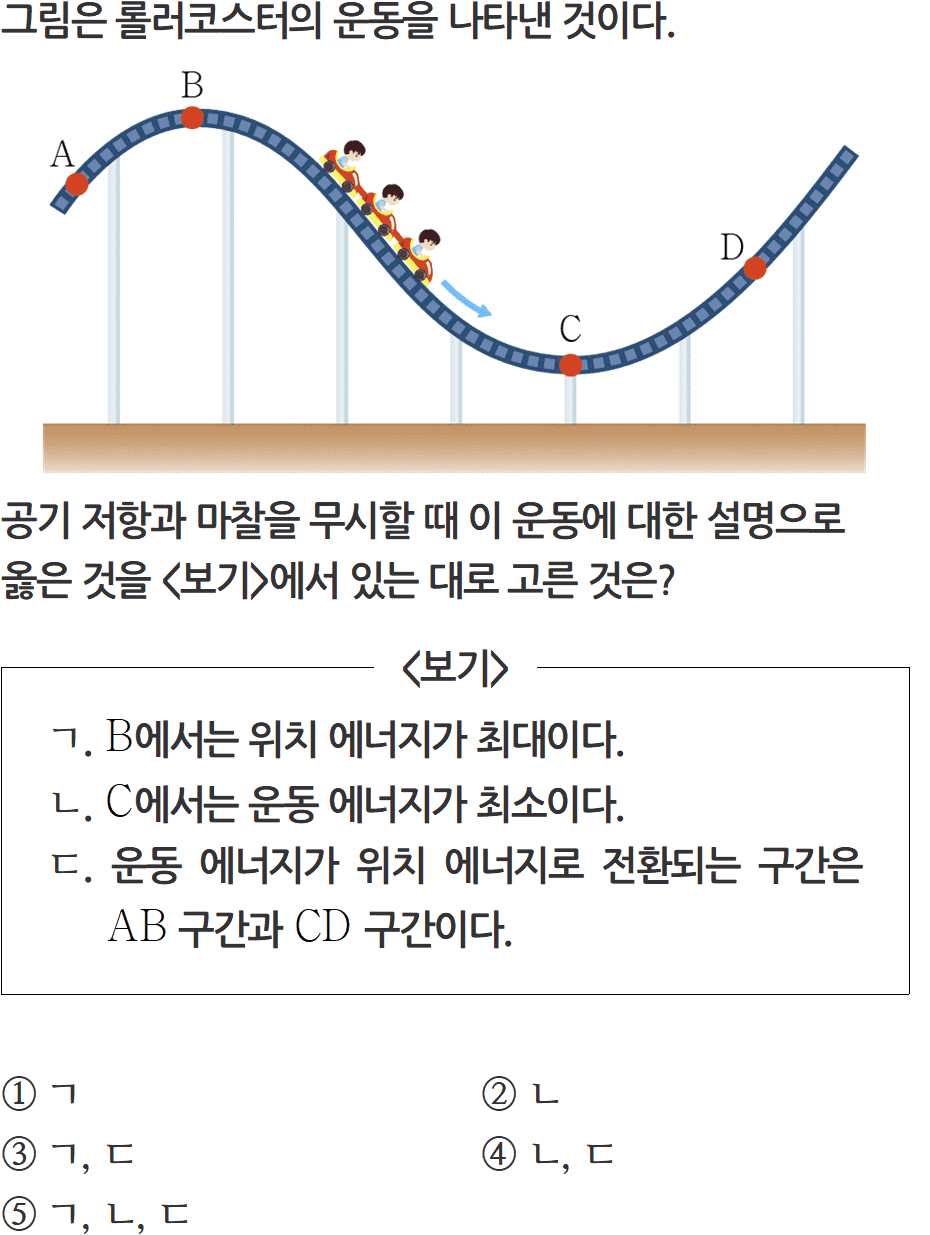 그림은 롤러코스터의 운동을 나타낸 것이다.
B
A
D
C
공기 저항과 마찰을 무시할 때 이 운동에 대한 설명으로
옳은 것을 <보기>에서 있는 대로 고른 것은?
<보기>
ㄱ. B에서는 위치 에너지가 최대이다.
ㄴ. C에서는 운동 에너지가 최소이다.
ㄷ. 운동 에너지가 위치 에너지로 전환되는 구간은
AB 구간과 CD 구간이다.
① ㄱ ② ㄴ
③ ㄱ, ㄷ ④ ㄴ, ㄷ
⑤ ㄱ, ㄴ, ㄷ